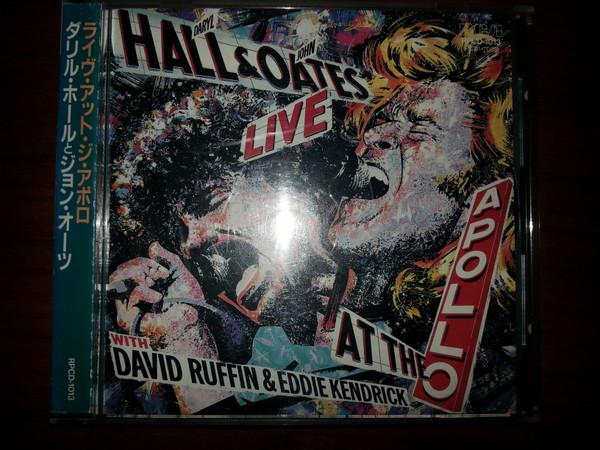 DARYL
JOHN
HALL & OATES
LIVE
AT THE
APOLLO
WITH
DAVID RUFFIN & EDDIE KENDRICK
ライヴ・アット・ジ・アポロ
ダリル・ホールとジョン・オーツ
RPCD-1013